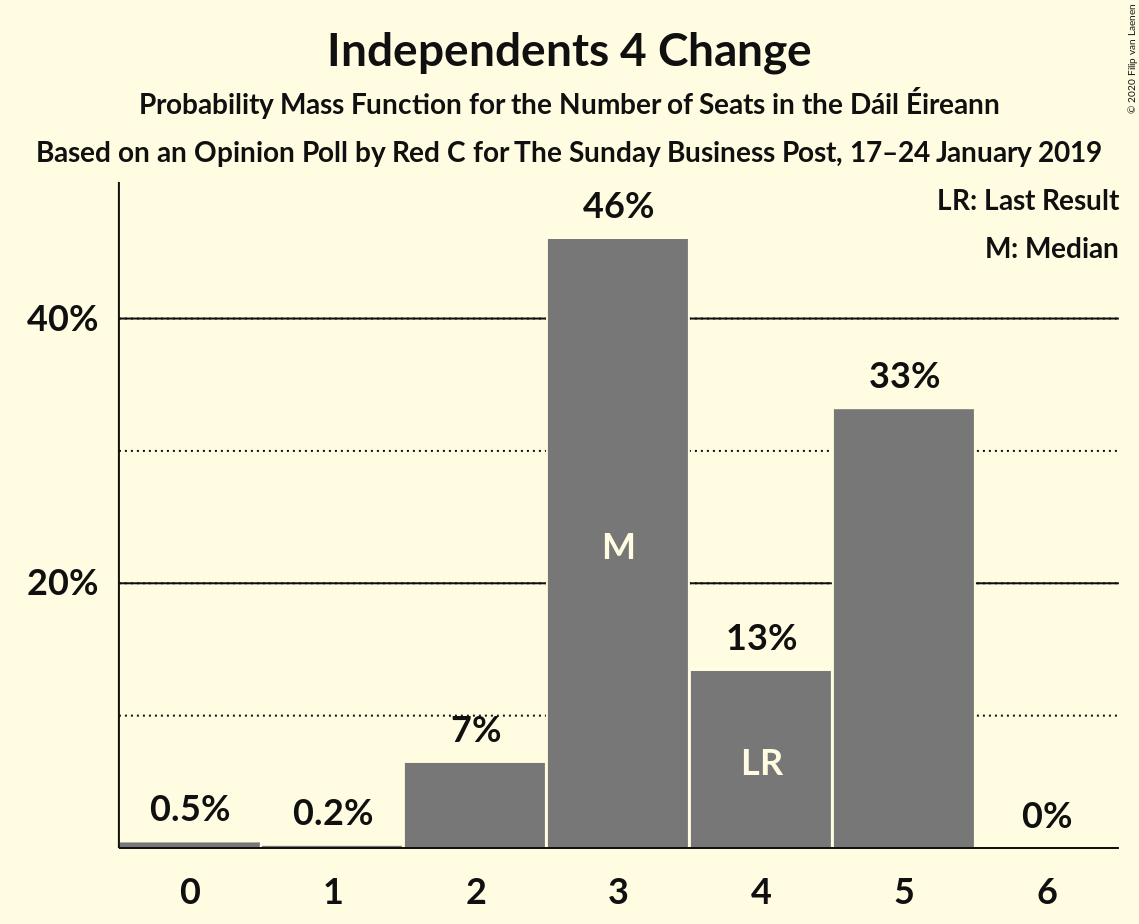 Independents 4 Change
Probability Mass Function for the Number of Seats in the Dáil Éireann
Based on an Opinion Poll by Red C for The Sunday Business Post, 17–24 January 2019
© 2020 Filip van Laenen
LR: Last Result
M: Median
46%
40%
33%
M
20%
13%
7%
LR
0.5%
0.2%
0%
0 1 2 3 4 5 6